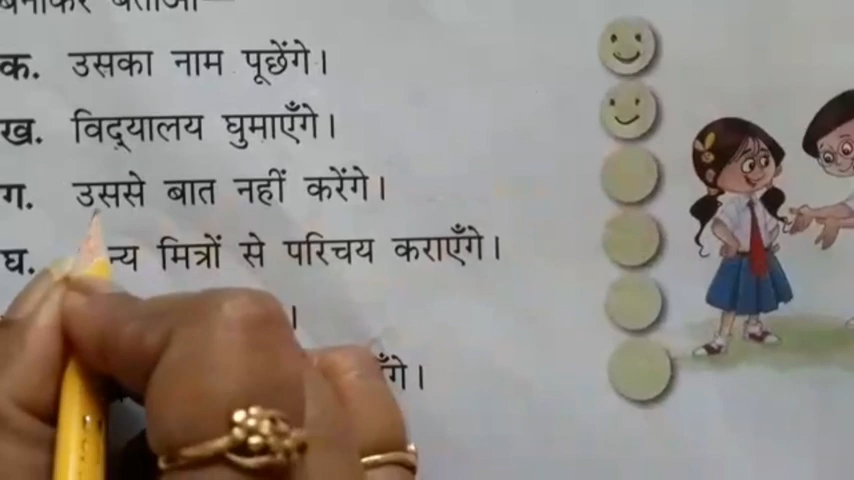 बनाकर बताओ—
क. उसका नाम पूछेंगे।
ख. विद्यालय घुमाएँगे।
ग. उससे बात नहीं करेंगे।
घ. मित्रों से परिचय कराएँगे।